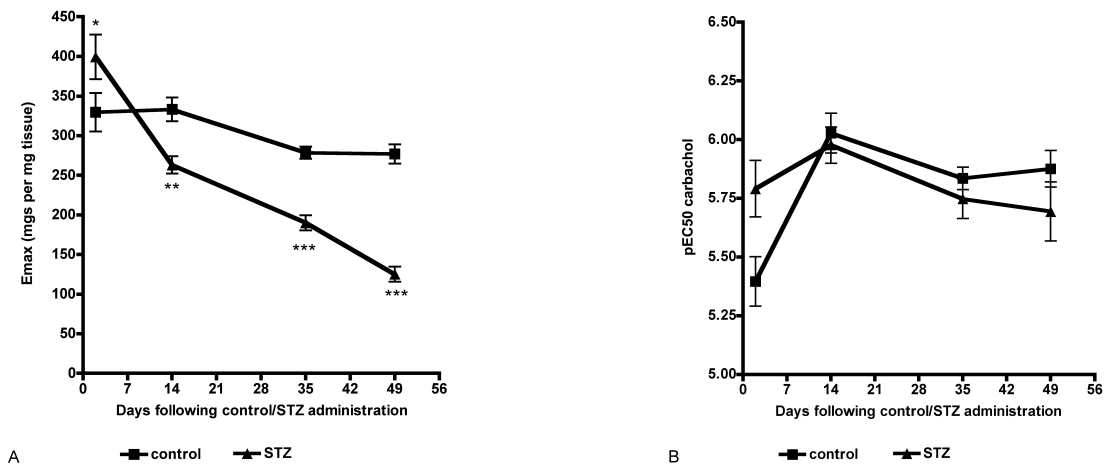 450
400
350
300
250
200
150
100
50
0
Emax (mgs per mg tissue)
*
**
***
***
0 7 14 21 28 35 42 49 56
Days following control/STZ administration
A
control STZ
6.50
6.25
6.00
5.75
5.50
5.25
5.00
pEC50 carbachol
0 7 14 21 28 35 42 49 56
Days following control/STZ administration
B
control STZ